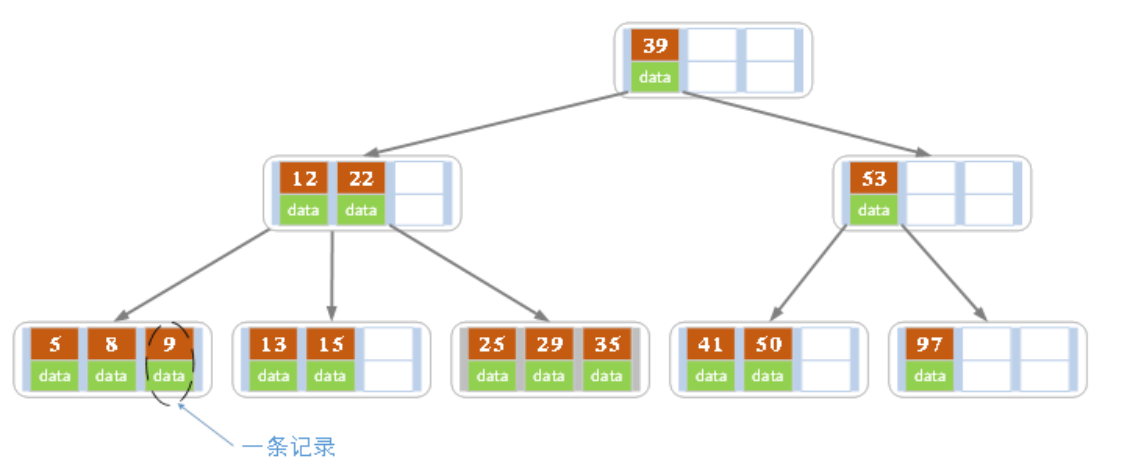 39
data
12 22
data data
53
data
5 8 9
data data data
13 15
data data
25 29 35
data data data
41 50
data data
97
data
一条记录